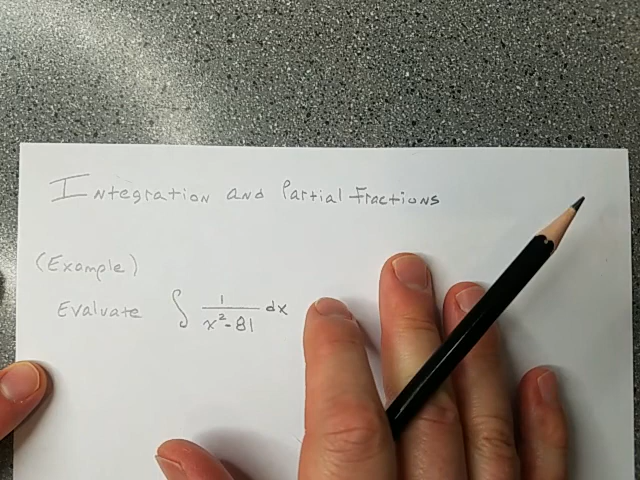 Integration and Partial Fractions
(Example)
Evaluate ∫ 1/(x²-81) dx